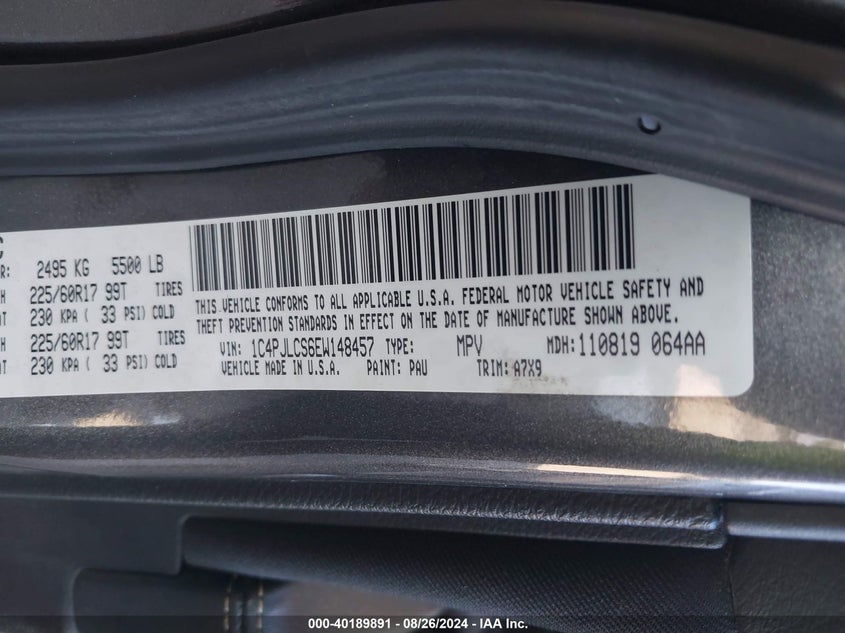 2495 KG 5500 LB
225/60R17 99T TIRES
230 KPA ( 33 PSI) COLD
225/60R17 99T TIRES
230 KPA ( 33 PSI) COLD
THIS VEHICLE CONFORMS TO ALL APPLICABLE U.S.A. FEDERAL MOTOR VEHICLE SAFETY AND
THEFT PREVENTION STANDARDS IN EFFECT ON THE DATE OF MANUFACTURE SHOWN ABOVE.
VIN: 1C4PJLCS6EW148457 TYPE: MPV MDH:110819 064AA
VEHICLE MADE IN U.S.A. PAINT: PAU TRIM: A7X9
000-40189891 - 08/26/2024 - IAA Inc.